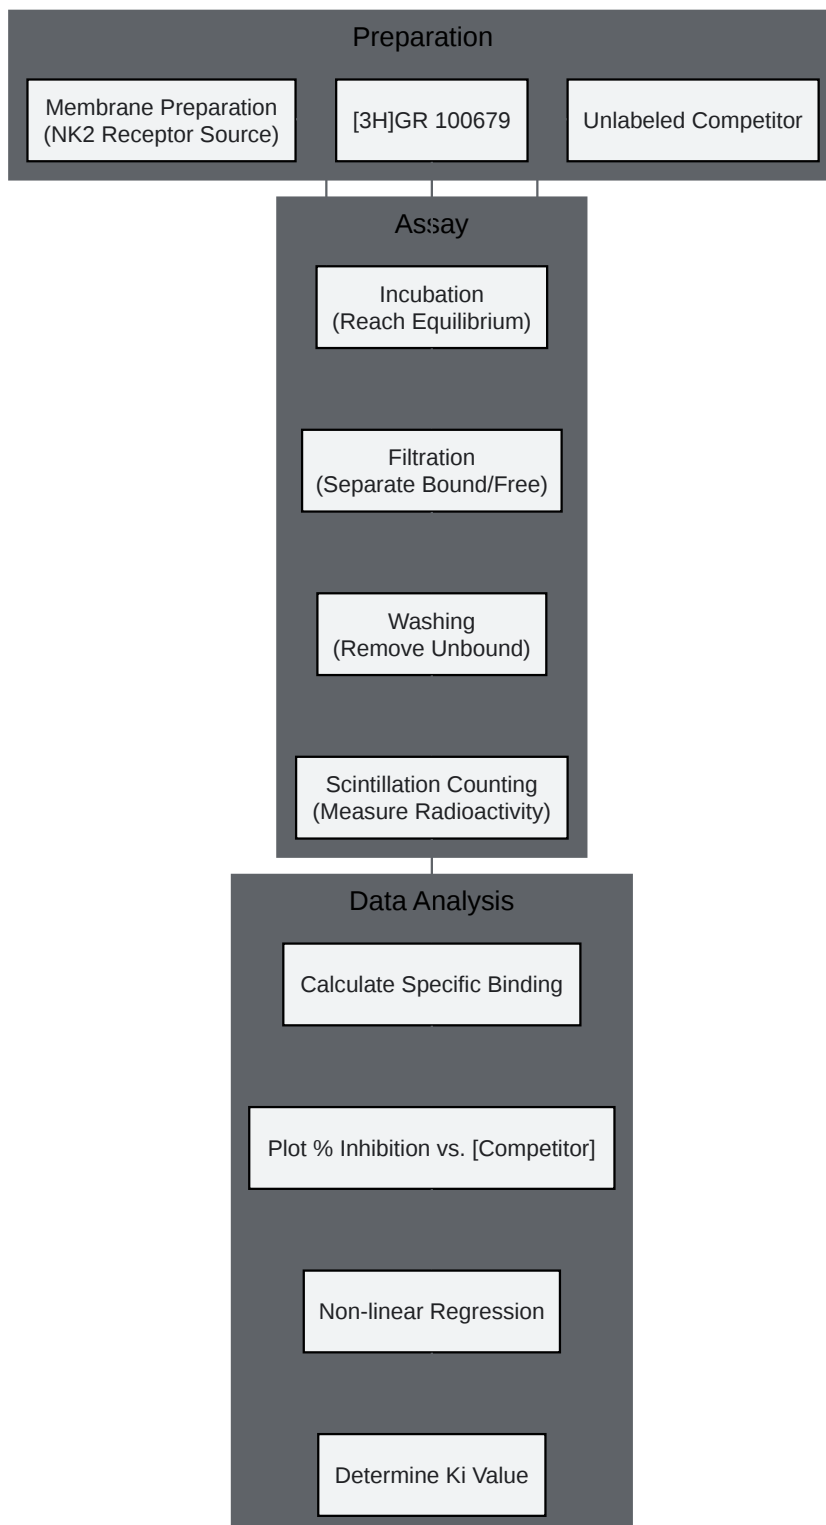 Preparation
Membrane Preparation
(NK2 Receptor Source)
[3H]GR 100679
Unlabeled Competitor
Assay
Incubation
(Reach Equilibrium)
Filtration
(Separate Bound/Free)
Washing
(Remove Unbound)
Scintillation Counting
(Measure Radioactivity)
Data Analysis
Calculate Specific Binding
Plot % Inhibition vs. [Competitor]
Non-linear Regression
Determine Ki Value